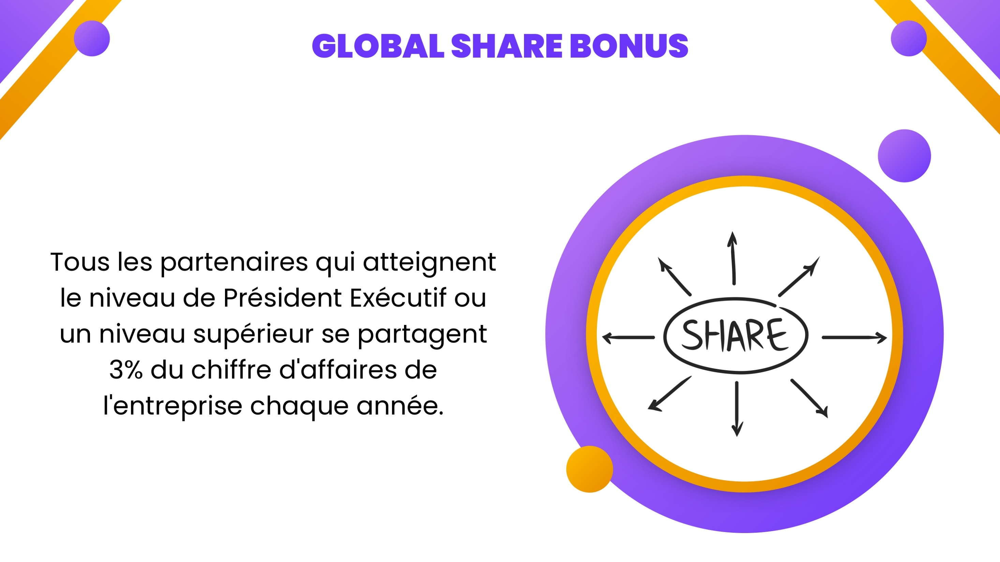 GLOBAL SHARE BONUS
Tous les partenaires qui atteignent
le niveau de Président Exécutif ou
un niveau supérieur se partagent
3% du chiffre d'affaires de
l'entreprise chaque année.
SHARE